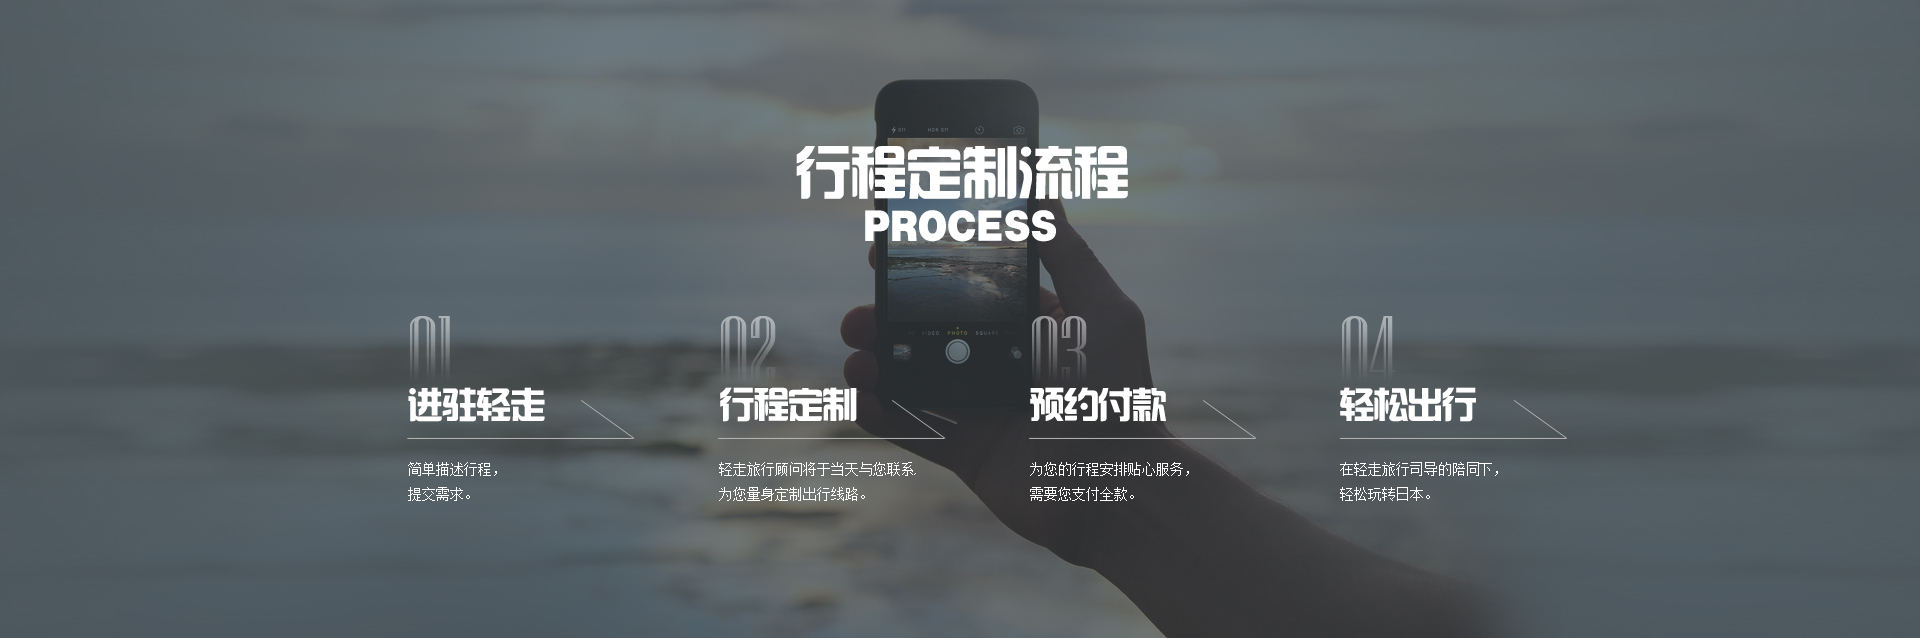 行程定制流程
PROCESS
01
进驻轻走
简单描述行程，
提交需求。
02
行程定制
轻走旅行顾问将于当天与您联系,
为您量身定制出行线路。
03
预约付款
为您的行程安排贴心服务，
需要您支付全款。
04
轻松出行
在轻走旅行司导的陪同下，
轻松玩转日本。
HDR Off
VIDEO PHOTO SQUARE